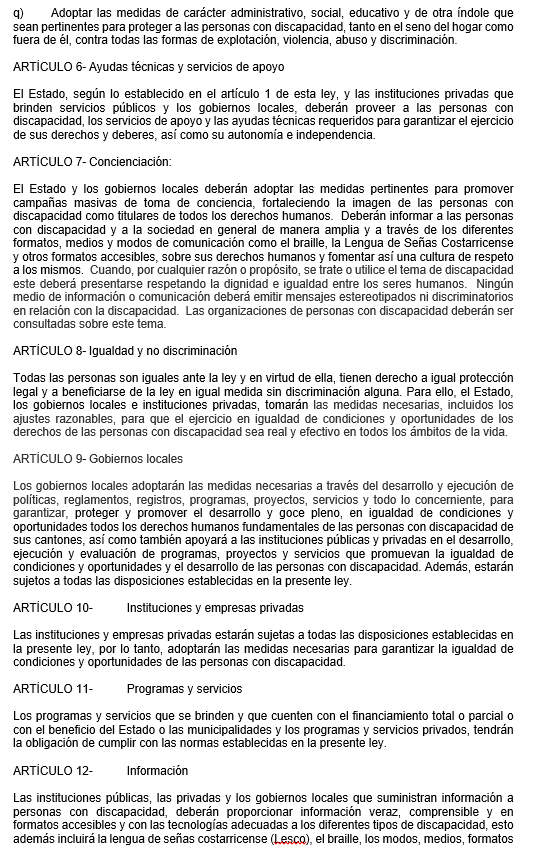 q) Adoptar las medidas de carácter administrativo, social, educativo y de otra índole que
sean pertinentes para proteger a las personas con discapacidad, tanto en el seno del hogar como
fuera de él, contra todas las formas de explotación, violencia, abuso y discriminación.
ARTÍCULO 6- Ayudas técnicas y servicios de apoyo
El Estado, según lo establecido en el artículo 1 de esta ley, y las instituciones privadas que
brinden servicios públicos y los gobiernos locales, deberán proveer a las personas con
discapacidad, los servicios de apoyo y las ayudas técnicas requeridos para garantizar el ejercicio
de sus derechos y deberes, así como su autonomía e independencia.
ARTÍCULO 7- Concienciación:
El Estado y los gobiernos locales deberán adoptar las medidas pertinentes para promover
campañas masivas de toma de conciencia, fortaleciendo la imagen de las personas con
discapacidad como titulares de todos los derechos humanos. Deberán informar a las personas
con discapacidad y a la sociedad en general de manera amplia y a través de los diferentes
formatos, medios y modos de comunicación como el braille, la Lengua de Señas Costarricense
y otros formatos accesibles, sobre sus derechos humanos y fomentar así una cultura de respeto
a los mismos. Cuando, por cualquier razón o propósito, se trate o utilice el tema de discapacidad
este deberá presentarse respetando la dignidad e igualdad entre los seres humanos. Ningún
medio de información o comunicación deberá emitir mensajes estereotipados ni discriminatorios
en relación con la discapacidad. Las organizaciones de personas con discapacidad deberán ser
consultadas sobre este tema.
ARTÍCULO 8- Igualdad y no discriminación
Todas las personas son iguales ante la ley y en virtud de ella, tienen derecho a igual protección
legal y a beneficiarse de la ley en igual medida sin discriminación alguna. Para ello, el Estado,
los gobiernos locales e instituciones privadas, tomarán las medidas necesarias, incluidos los
ajustes razonables, para que el ejercicio en igualdad de condiciones y oportunidades de los
derechos de las personas con discapacidad sea real y efectivo en todos los ámbitos de la vida.
ARTÍCULO 9- Gobiernos locales
Los gobiernos locales adoptarán las medidas necesarias a través del desarrollo y ejecución de
políticas, reglamentos, registros, programas, proyectos, servicios y todo lo concerniente, para
garantizar, proteger y promover el desarrollo y goce pleno, en igualdad de condiciones y
oportunidades todos los derechos humanos fundamentales de las personas con discapacidad de
sus cantones, así como también apoyará a las instituciones públicas y privadas en el desarrollo,
ejecución y evaluación de programas, proyectos y servicios que promuevan la igualdad de
condiciones y oportunidades y el desarrollo de las personas con discapacidad. Además, estarán
sujetos a todas las disposiciones establecidas en la presente ley.
ARTÍCULO 10- Instituciones y empresas privadas
Las instituciones y empresas privadas estarán sujetas a todas las disposiciones establecidas en
la presente ley, por lo tanto, adoptarán las medidas necesarias para garantizar la igualdad de
condiciones y oportunidades de las personas con discapacidad.
ARTÍCULO 11- Programas y servicios
Los programas y servicios que se brinden y que cuenten con el financiamiento total o parcial o
con el beneficio del Estado o las municipalidades y los programas y servicios privados, tendrán
la obligación de cumplir con las normas establecidas en la presente ley.
ARTÍCULO 12- Información
Las instituciones públicas, las privadas y los gobiernos locales que suministran información a
personas con discapacidad, deberán proporcionar información veraz, comprensible y en
formatos accesibles y con las tecnologías adecuadas a los diferentes tipos de discapacidad, esto
además incluirá la lengua de señas costarricense (Lesco), el braille, los modos, medios, formatos